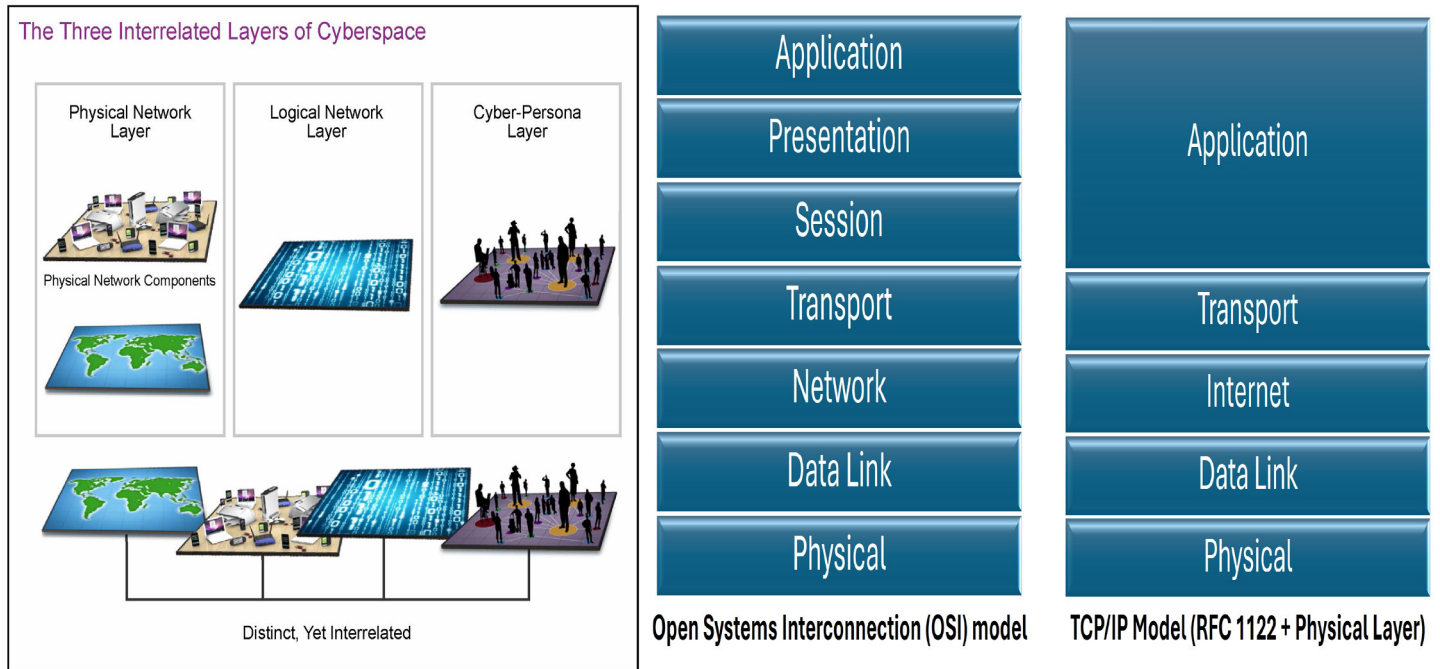 The Three Interrelated Layers of Cyberspace
Physical Network
Layer
Physical Network Components
Logical Network
Layer
Cyber-Persona
Layer
Distinct, Yet Interrelated
Application
Presentation
Session
Transport
Network
Data Link
Physical
Open Systems Interconnection (OSI) model
Application
Transport
Internet
Data Link
Physical
TCP/IP Model (RFC 1122 + Physical Layer)